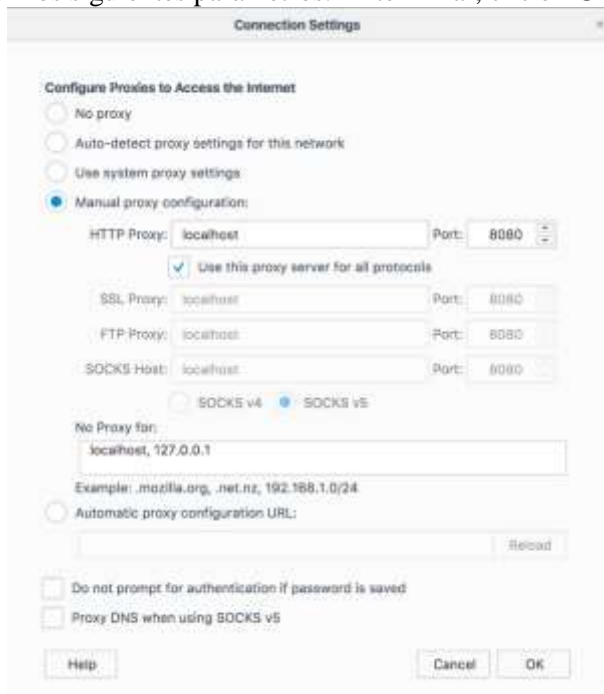 Connection Settings
Configure Proxies to Access the Internet
No proxy
Auto-detect proxy settings for this network
Use system proxy settings
Manual proxy configuration:
HTTP Proxy: localhost Port: 8080
Use this proxy server for all protocols
SSL Proxy: localhost Port: 8080
FTP Proxy: localhost Port: 8080
SOCKS Host: localhost Port: 8080
SOCKS v4 SOCKS v5
No Proxy for:
localhost, 127.0.0.1
Example: .mozilla.org, .net.nz, 192.168.1.0/24
Automatic proxy configuration URL:
Reload
Do not prompt for authentication if password is saved
Proxy DNS when using SOCKS v5
Help Cancel OK